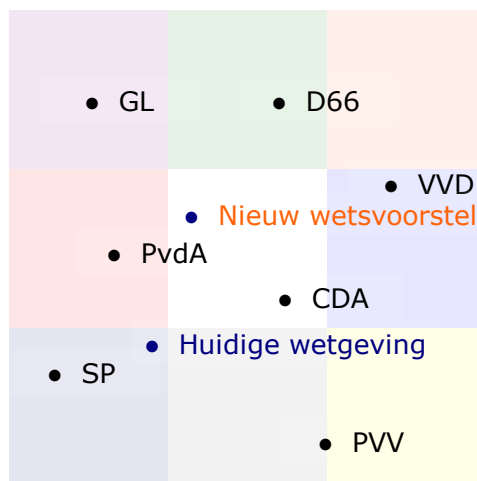 GL
D66
VVD
Nieuw wetsvoorstel
PvdA
CDA
Huidige wetgeving
SP
PVV